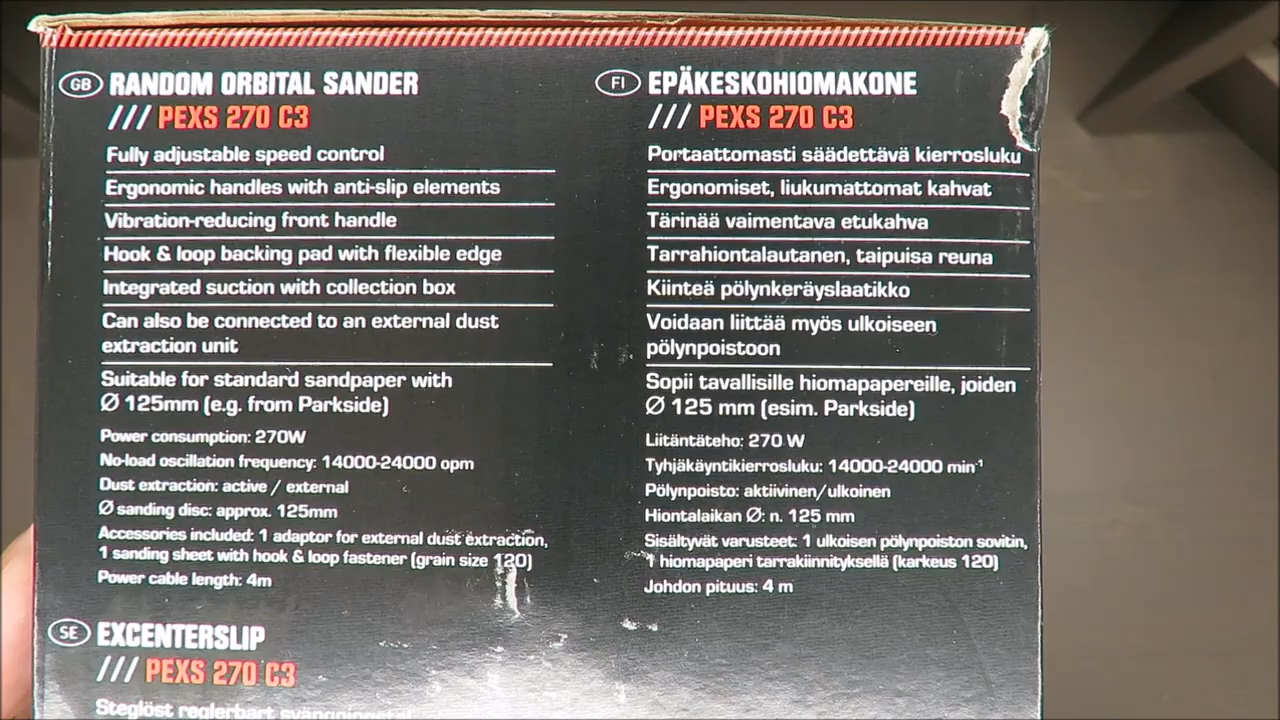 GB RANDOM ORBITAL SANDER
/// PEXS 270 C3
Fully adjustable speed control
Ergonomic handles with anti-slip elements
Vibration-reducing front handle
Hook & loop backing pad with flexible edge
Integrated suction with collection box
Can also be connected to an external dust
extraction unit
Suitable for standard sandpaper with
Ø 125mm (e.g. from Parkside)
Power consumption: 270W
No-load oscillation frequency: 14000-24000 opm
Dust extraction: active / external
Ø sanding disc: approx. 125mm
Accessories included: 1 adaptor for external dust extraction,
1 sanding sheet with hook & loop fastener (grain size 120)
Power cable length: 4m
FI EPÄKESKOHIOMAKONE
/// PEXS 270 C3
Portaattomasti säädettävä kierrosluku
Ergonomiset, liukumattomat kahvat
Tärinää vaimentava etukahva
Tarrahiontalautanen, taipuisa reuna
Kiinteä pölynkeräyslaatikko
Voidaan liittää myös ulkoiseen
pölynpoistoon
Sopii tavallisille hiomapapereille, joiden
Ø 125 mm (esim. Parkside)
Liitäntäteho: 270 W
Tyhjäkäyntikierrosluku: 14000-24000 min⁻¹
Pölynpoisto: aktiivinen/ulkoinen
Hiontalaikan Ø: n. 125 mm
Sisältyvät varusteet: 1 ulkoisen pölynpoiston sovitin,
1 hiomapaperi tarrakiinnityksellä (karkeus 120)
Johdon pituus: 4 m
SE EXCENTERSLIP
/// PEXS 270 C3
Steglöst reglerbart